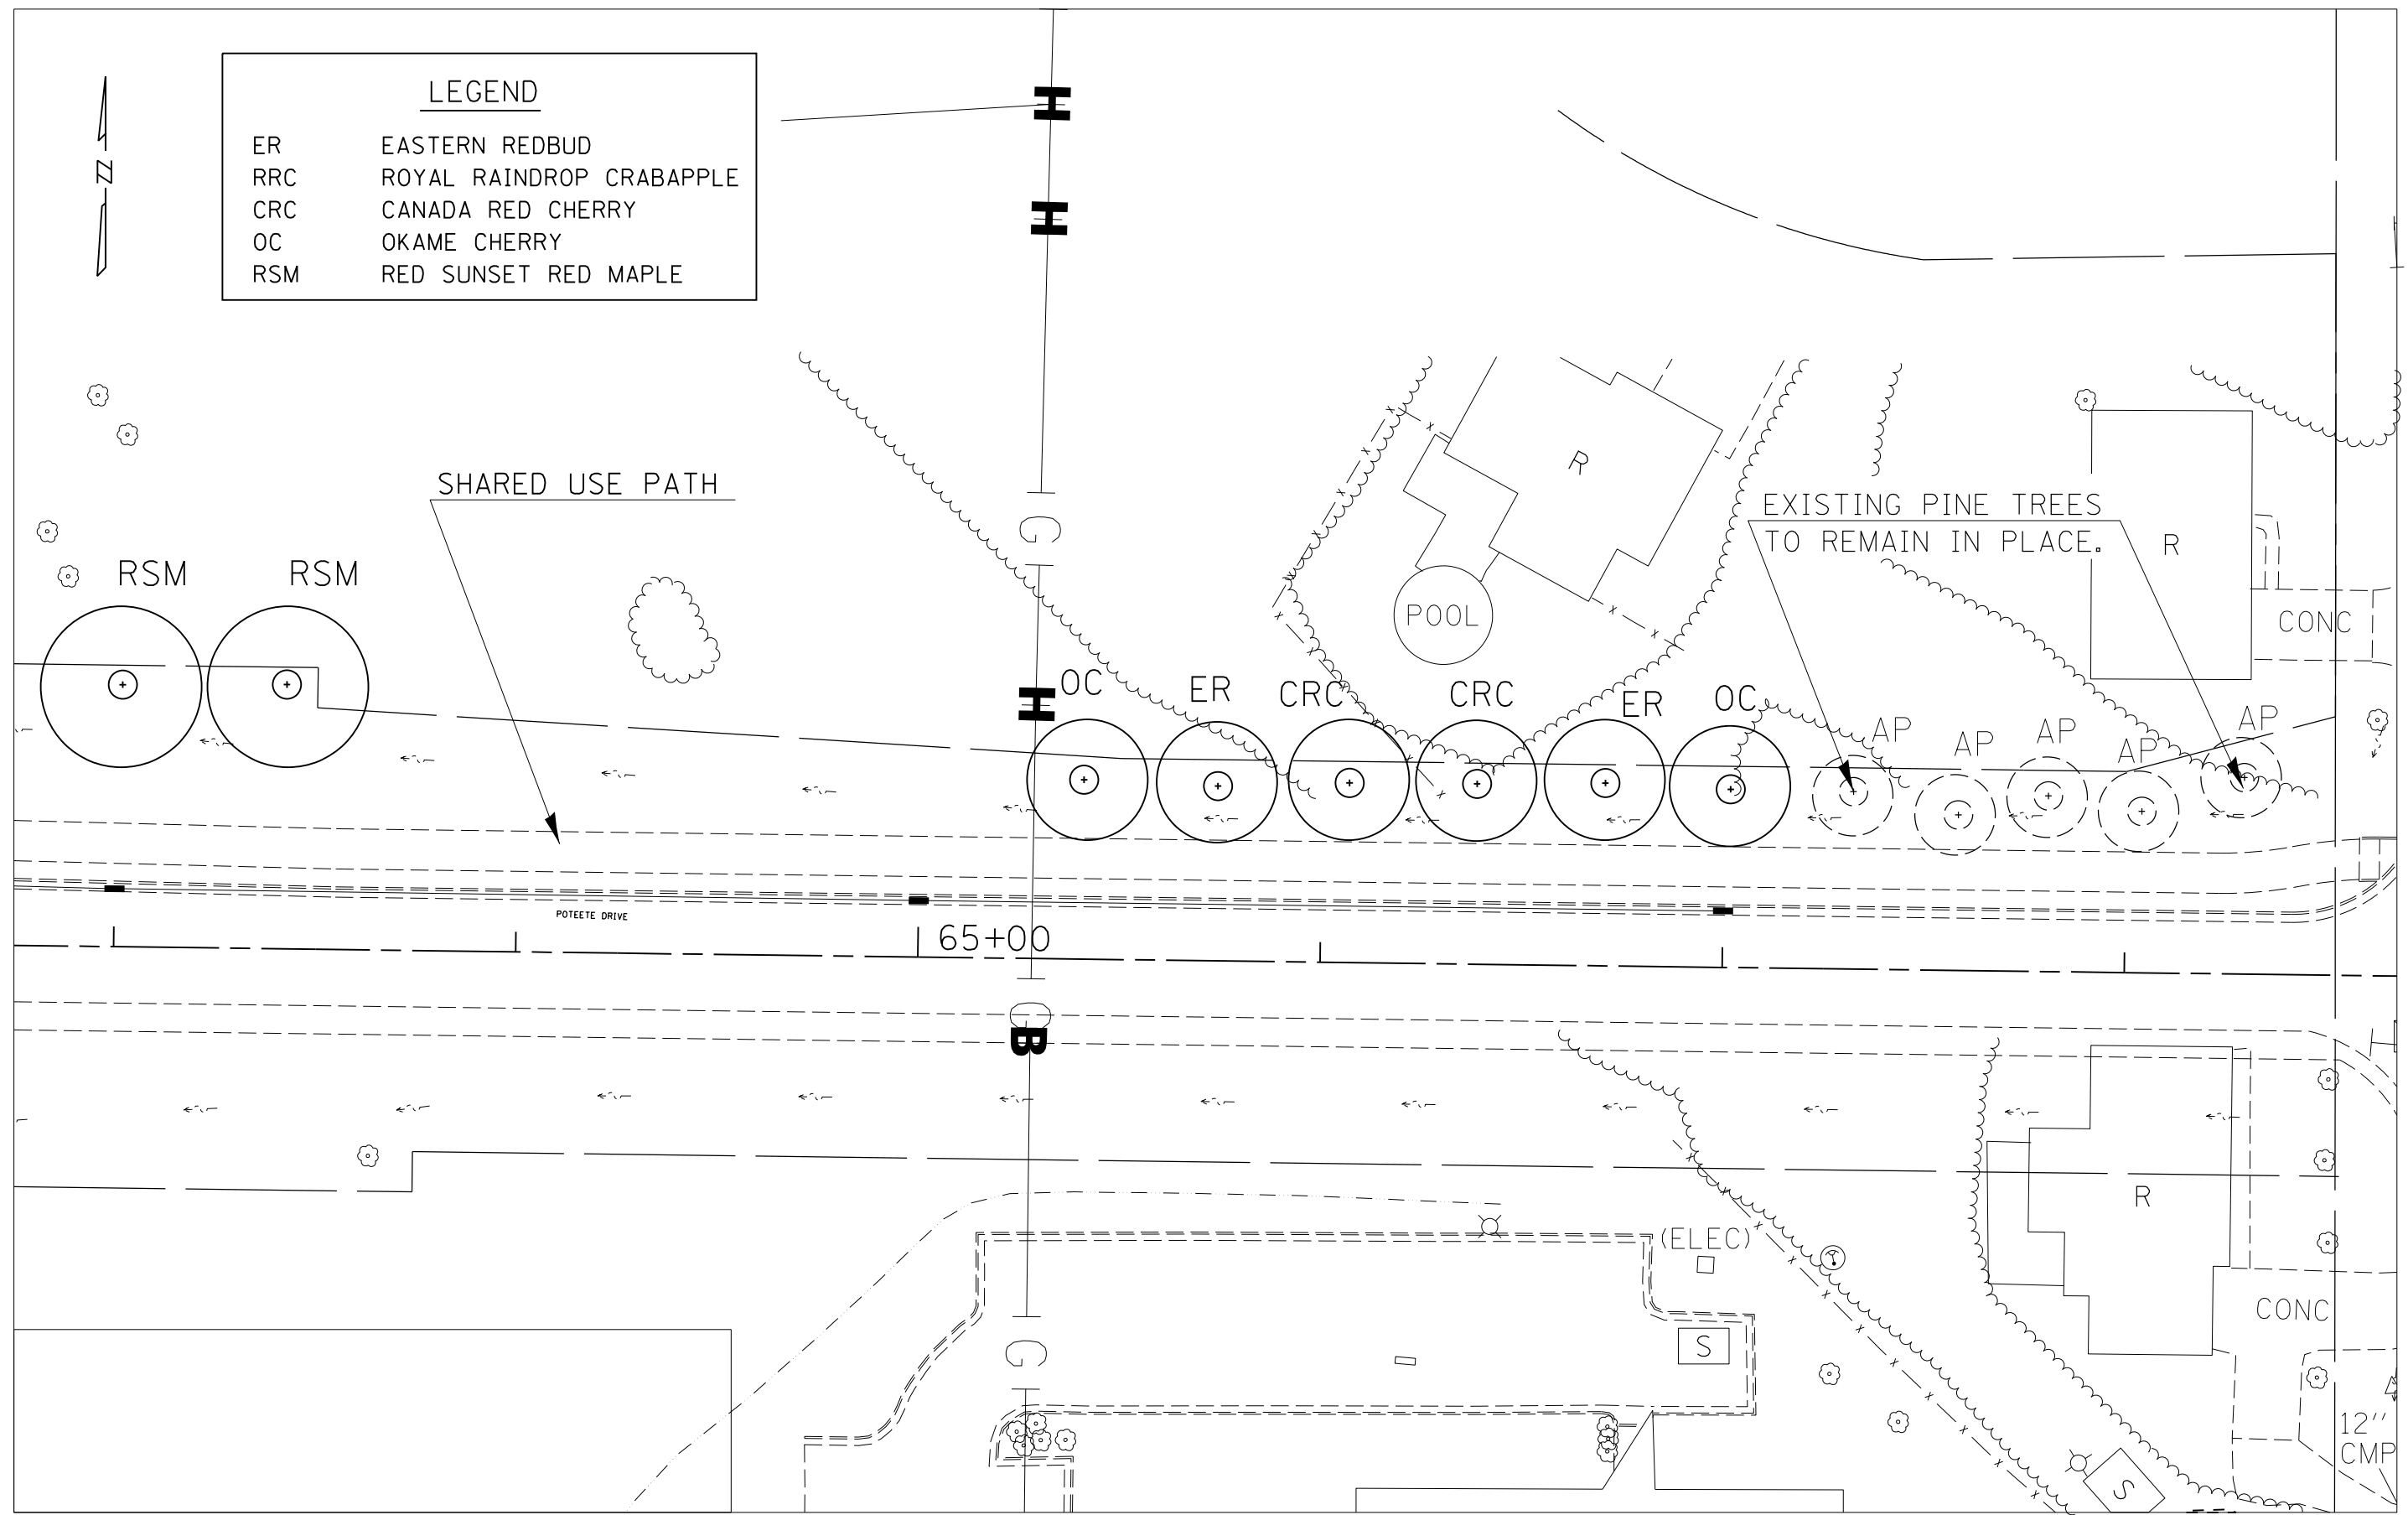 LEGEND
ER EASTERN REDBUD
RRC ROYAL RAINDROP CRABAPPLE
CRC CANADA RED CHERRY
OC OKAME CHERRY
RSM RED SUNSET RED MAPLE
N
H
H
SHARED USE PATH
R
EXISTING PINE TREES
TO REMAIN IN PLACE.
R
G
RSM RSM
POOL
CONC
H
OC ER CRC CRC ER OC
AP AP AP AP AP
POTEETE DRIVE
65+00
G
B
R
(ELEC)
CONC
G
S
12''
CMP
S